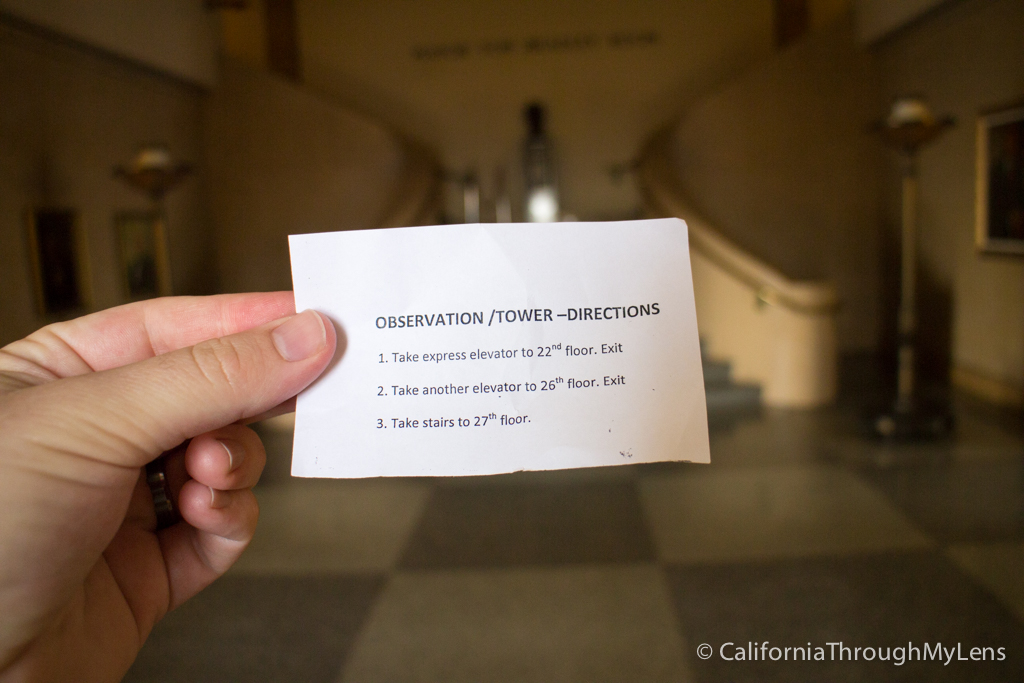 OBSERVATION /TOWER –DIRECTIONS
1. Take express elevator to 22nd floor. Exit
2. Take another elevator to 26th floor. Exit
3. Take stairs to 27th floor.
© CaliforniaThroughMyLens